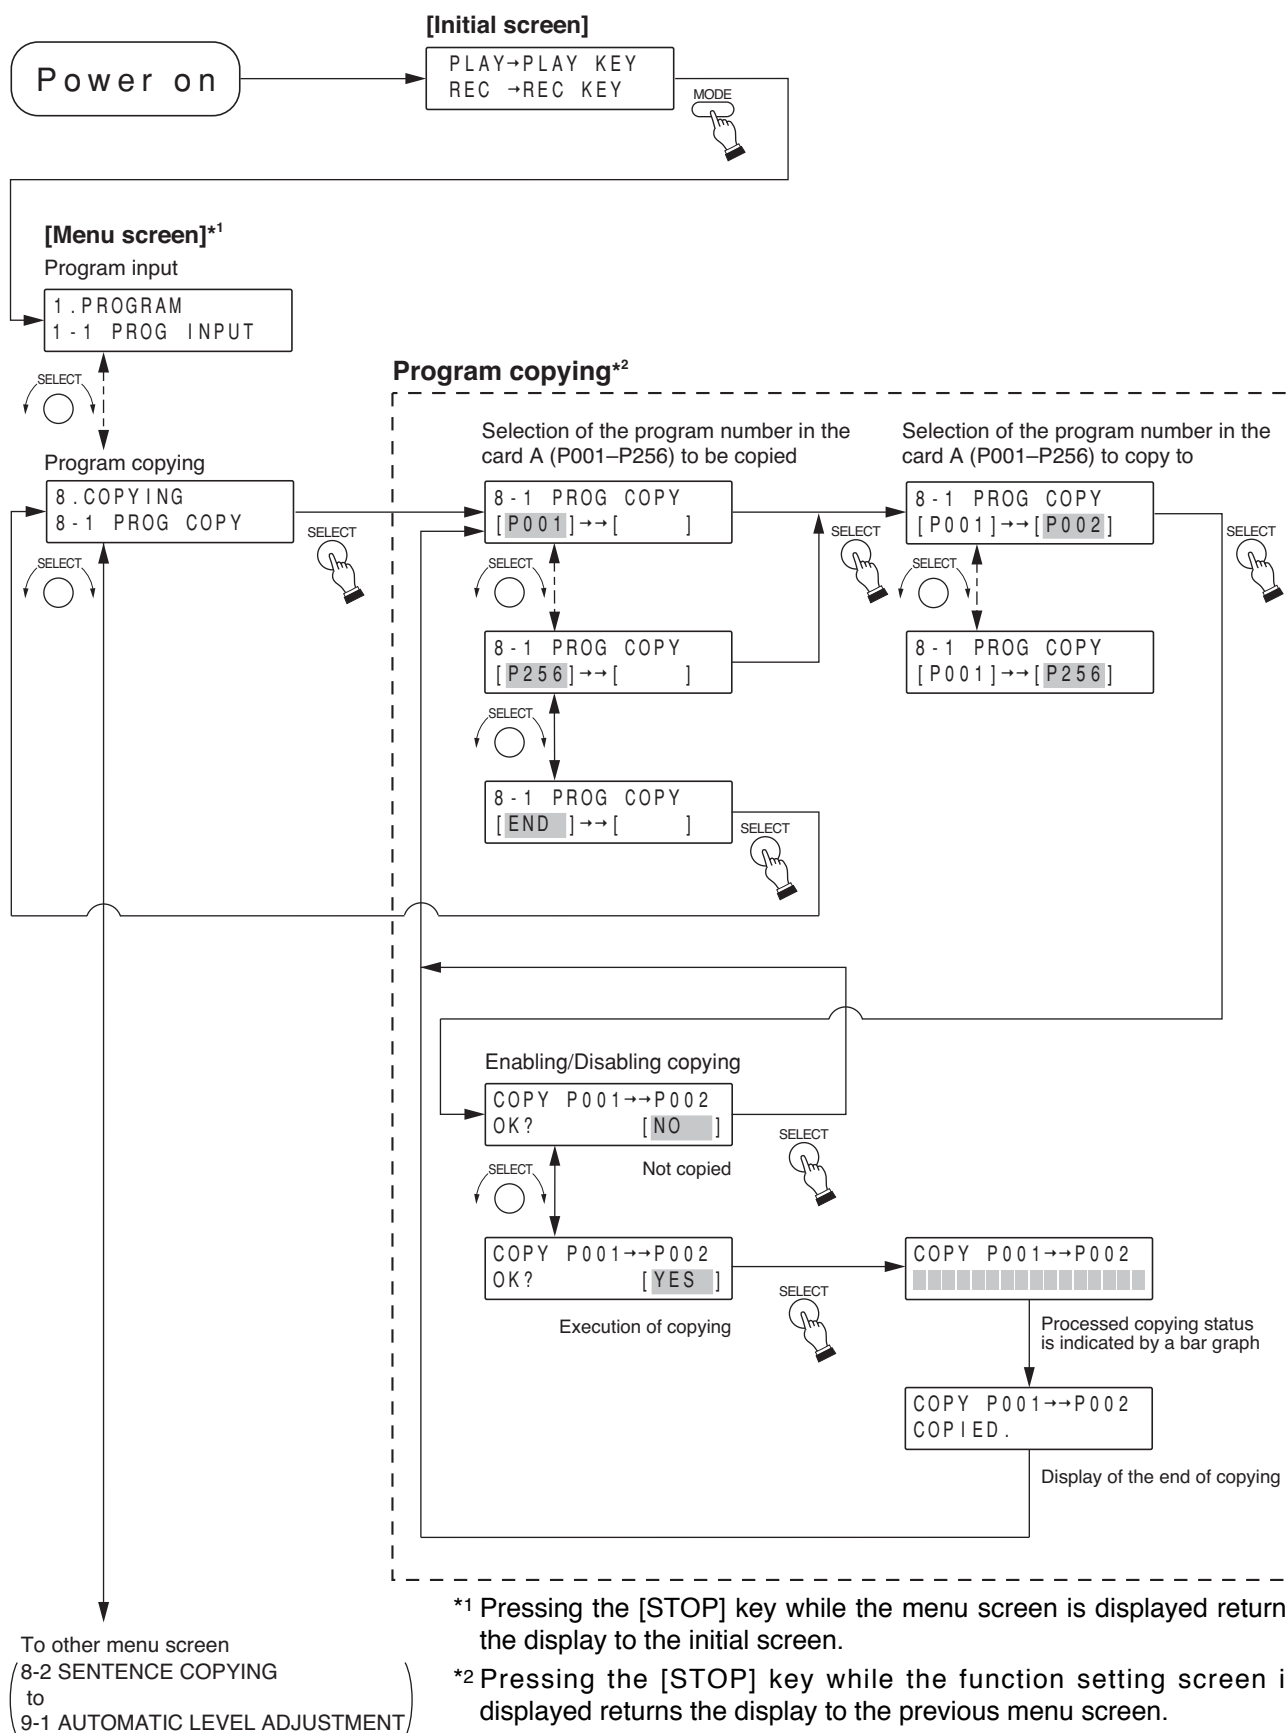 [Initial screen]
Power on
PLAY→PLAY KEY
REC →REC KEY
MODE
[Menu screen]*1
Program input
1.PROGRAM
1-1 PROG INPUT
SELECT
Program copying
8.COPYING
8-1 PROG COPY
SELECT
SELECT
Program copying*2
Selection of the program number in the
card A (P001–P256) to be copied
8-1 PROG COPY
[P001]→→[    ]
SELECT
SELECT
8-1 PROG COPY
[P256]→→[    ]
SELECT
8-1 PROG COPY
[END ]→→[    ]
SELECT
Selection of the program number in the
card A (P001–P256) to copy to
8-1 PROG COPY
[P001]→→[P002]
SELECT
SELECT
8-1 PROG COPY
[P001]→→[P256]
Enabling/Disabling copying
COPY P001→→P002
OK? [NO ]
Not copied
SELECT
SELECT
COPY P001→→P002
OK? [YES ]
Execution of copying
SELECT
COPY P001→→P002
Processed copying status
is indicated by a bar graph
COPY P001→→P002
COPIED.
Display of the end of copying
To other menu screen
8-2 SENTENCE COPYING
to
9-1 AUTOMATIC LEVEL ADJUSTMENT
*1 Pressing the [STOP] key while the menu screen is displayed return
the display to the initial screen.
*2 Pressing the [STOP] key while the function setting screen i
displayed returns the display to the previous menu screen.